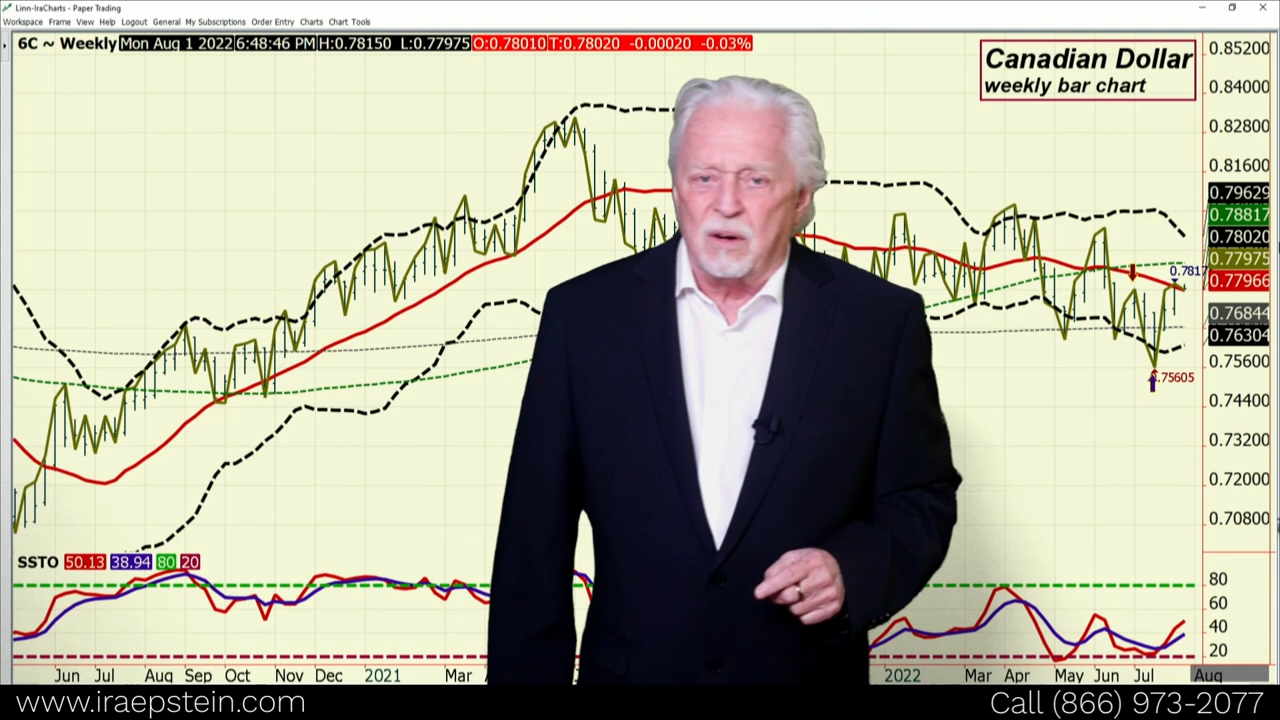 Linn-IraCharts - Paper Trading
Workspace Frame View Help Logout General My Subscriptions Order Entry Charts Chart Tools
6C ~ Weekly Mon Aug 1 2022 6:48:46 PM H:0.78150 L:0.77975 O:0.78010 T:0.78020 -0.00020 -0.03%
Canadian Dollar
weekly bar chart
0.85200
0.84000
0.82800
0.81600
0.79629
0.78817
0.78020
0.77975
0.7817
0.77966
0.76844
0.76304
0.75600
.75605
0.74400
0.73200
0.72000
0.70800
SSTO 50.13 38.94 80 20
80
60
40
20
Jun Jul Aug Sep Oct Nov Dec 2021 Mar 2022 Mar Apr May Jun Jul Aug
www.iraepstein.com Call (866) 973-2077